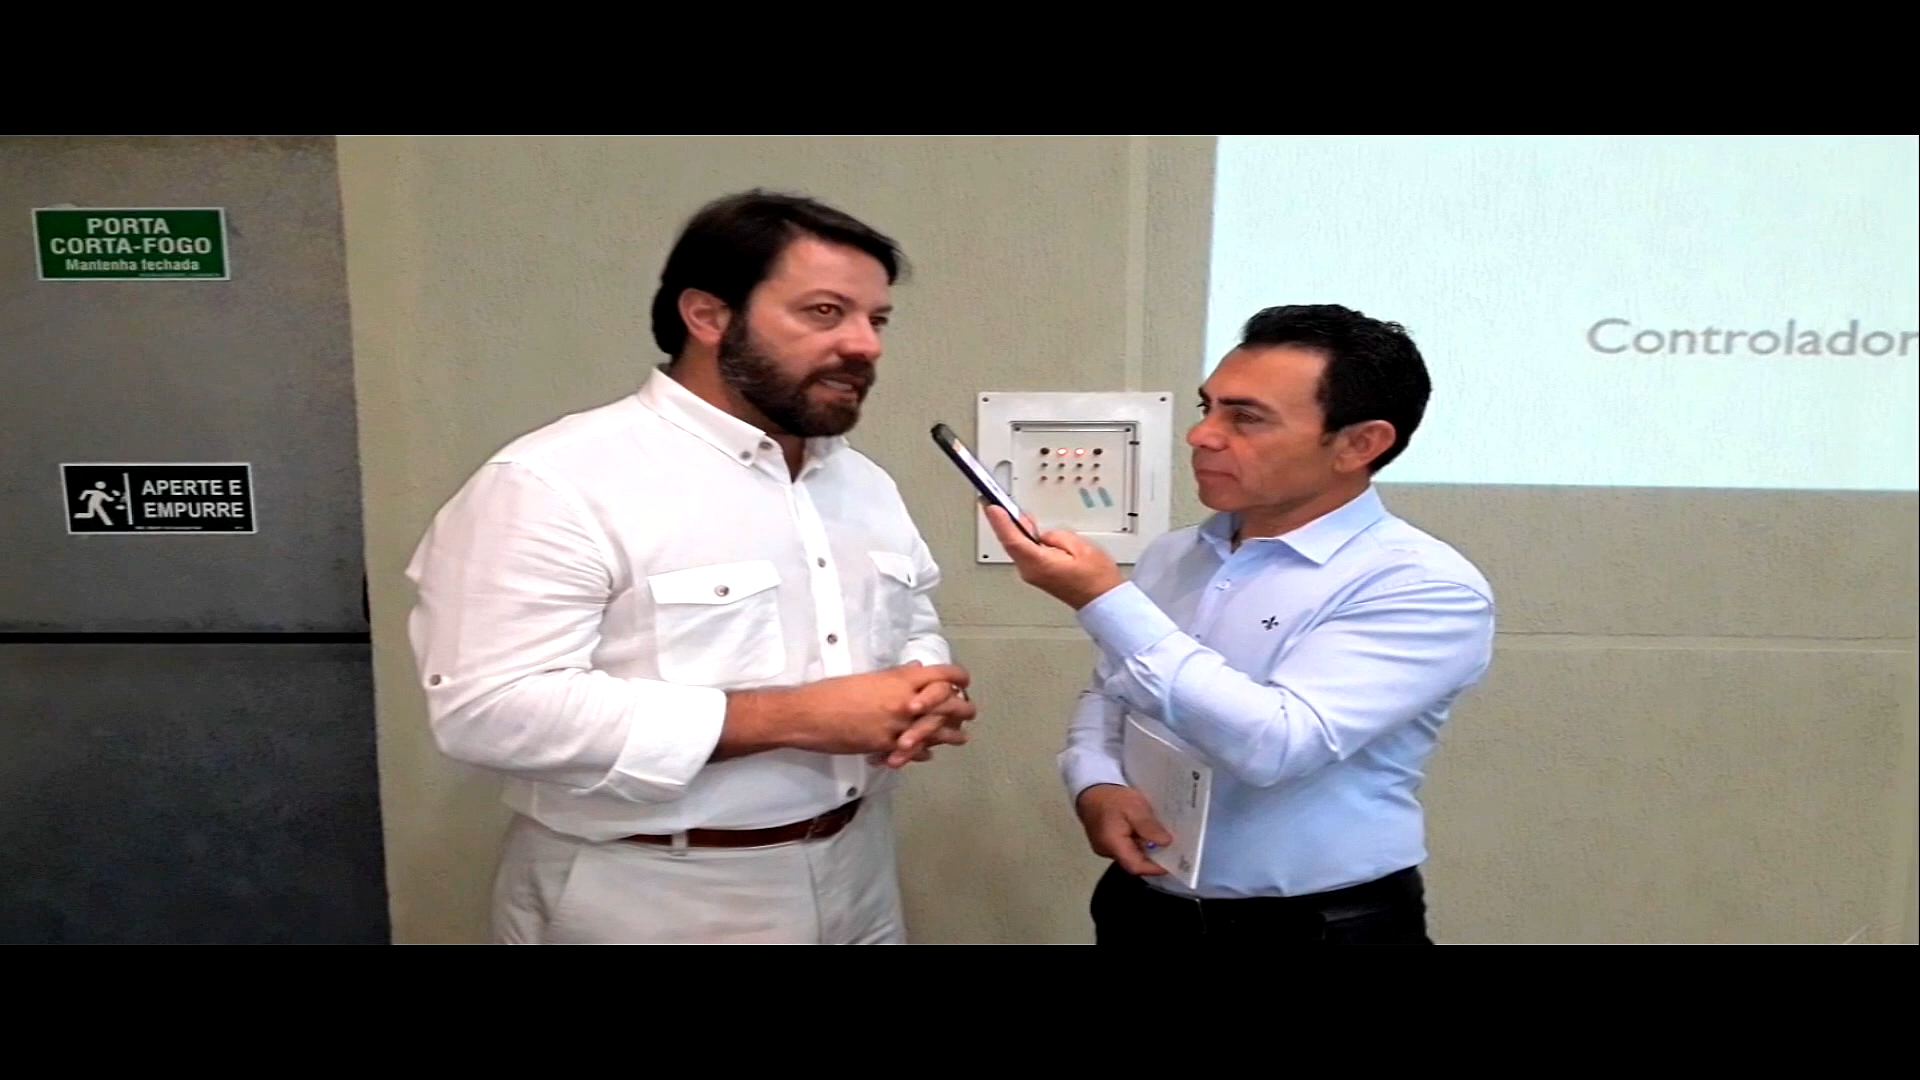 PORTA
CORTA-FOGO
Mantenha fechada
APERTE E
EMPURRE
Controlador